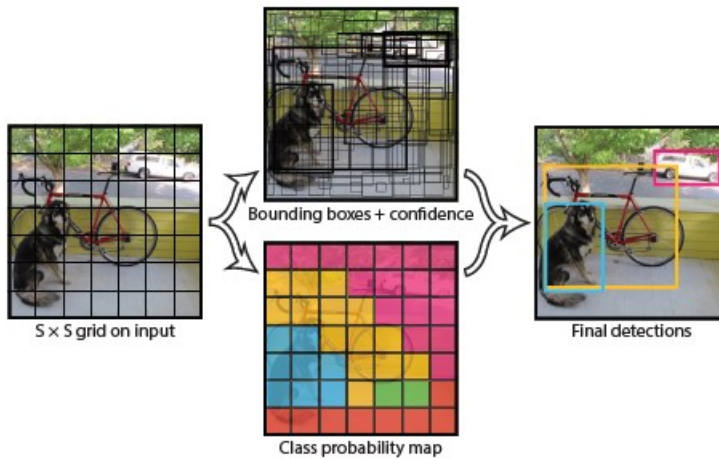 S × S grid on input
Bounding boxes + confidence
Class probability map
Final detections